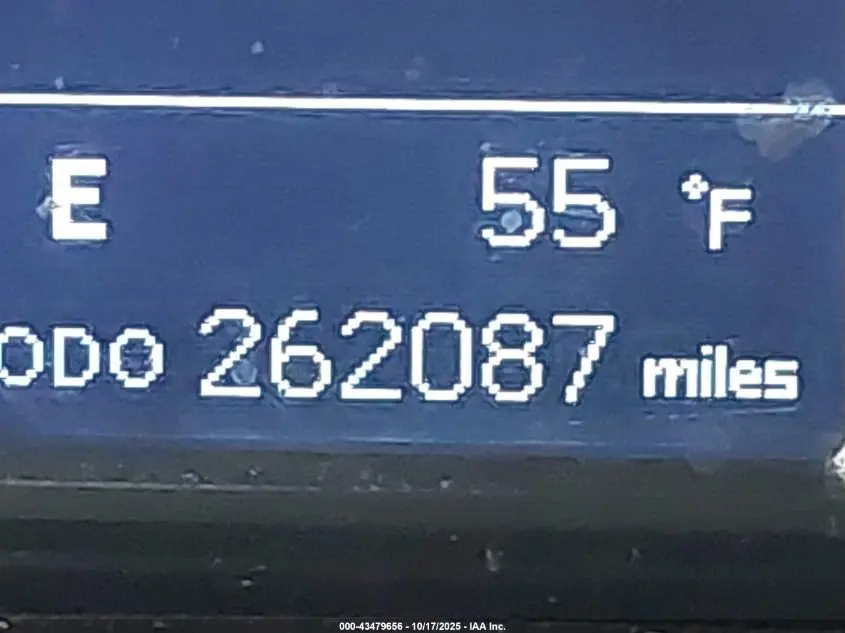 E 55 °F
ODO 262087 miles
000-43479656 - 10/17/2025 - IAA Inc.